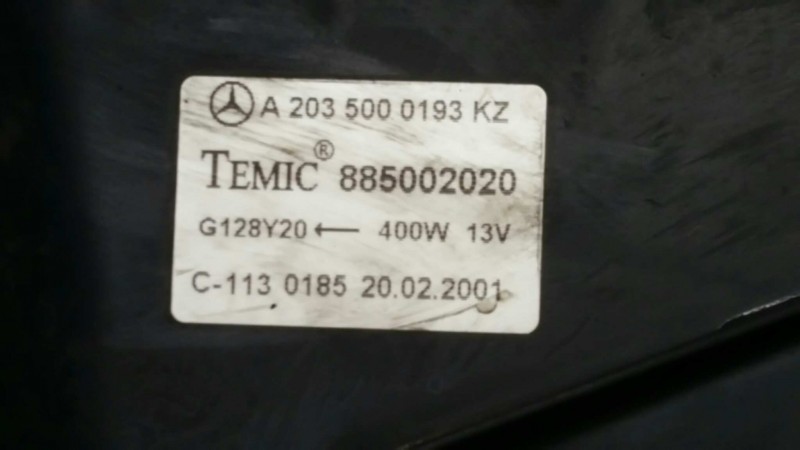 A 203 500 0193 KZ
TEMIC® 885002020
G128Y20 ← 400W 13V
C-113 0185 20.02.2001